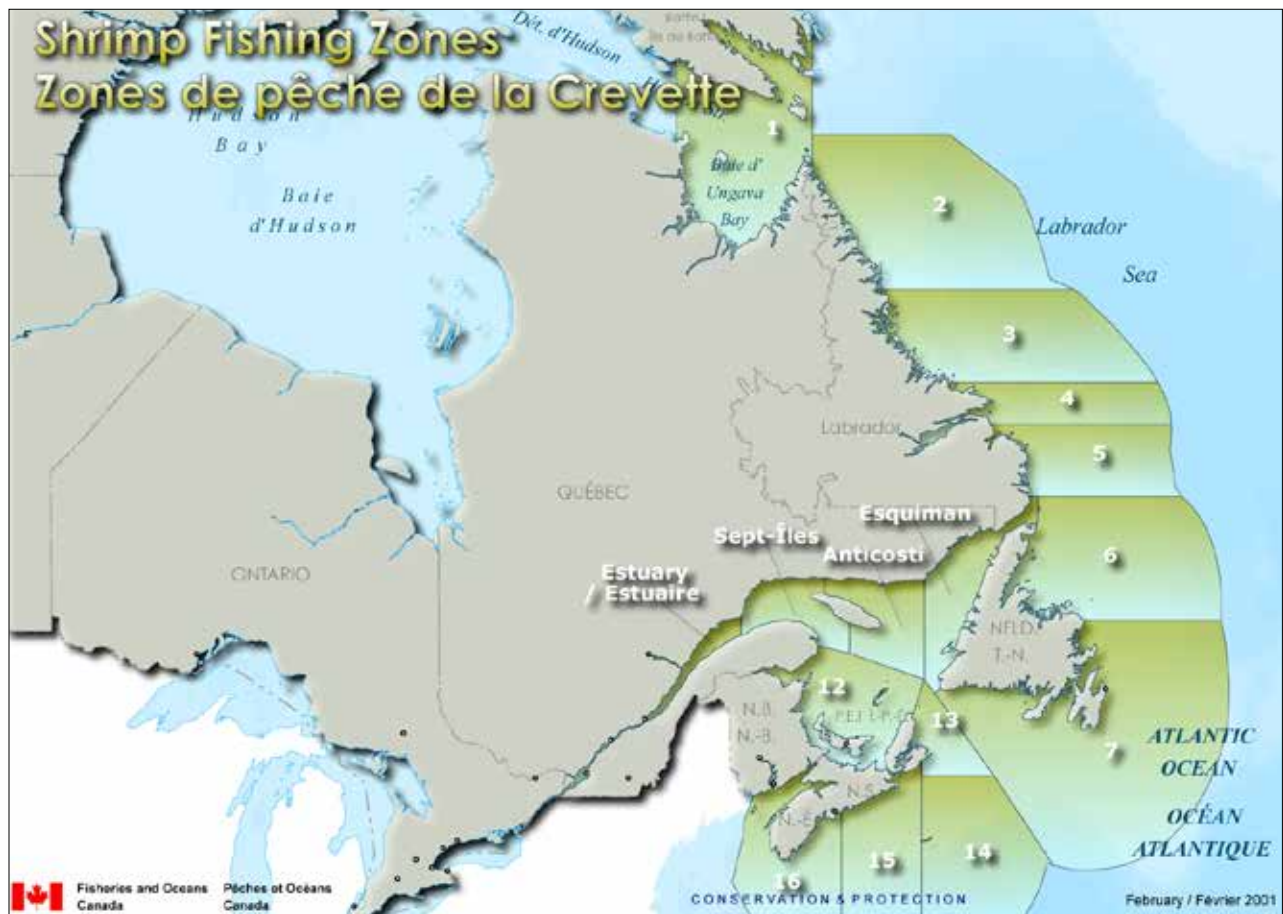 Shrimp Fishing Zones
Zones de pêche de la Crevette
Dét. d'Hudson
Hudson
Bay
Baie
d'Hudson
1
Baie d'
Ungava
Bay
2
Labrador
Sea
3
4
Labrador
5
QUÉBEC
Esquiman
Sept-Îles
Anticosti
6
ONTARIO
Estuary
/ Estuaire
NFLD.
T.-N.
12
N.B.
N.-B.
P.E.I.
13
7
ATLANTIC
OCEAN
N.S.
N.-E.
OCÉAN
ATLANTIQUE
14
15
16
Fisheries and Oceans
Canada
Pêches et Océans
Canada
CONSERVATION & PROTECTION
February / Février 2001